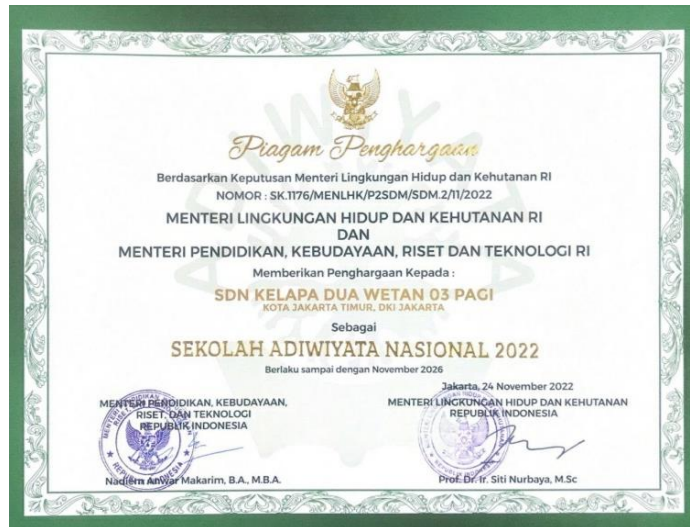 Piagam Penghargaan
Berdasarkan Keputusan Menteri Lingkungan Hidup dan Kehutanan RI
NOMOR : SK.1176/MENLHK/P2SDM/SDM.2/11/2022
MENTERI LINGKUNGAN HIDUP DAN KEHUTANAN RI
DAN
MENTERI PENDIDIKAN, KEBUDAYAAN, RISET DAN TEKNOLOGI RI
Memberikan Penghargaan Kepada :
SDN KELAPA DUA WETAN 03 PAGI
KOTA JAKARTA TIMUR, DKI JAKARTA
Sebagai
SEKOLAH ADIWIYATA NASIONAL 2022
Berlaku sampai dengan November 2026
MENTERI PENDIDIKAN, KEBUDAYAAN,
RISET, DAN TEKNOLOGI
REPUBLIK INDONESIA
Nadiem Anwar Makarim, B.A., M.B.A.
Jakarta, 24 November 2022
MENTERI LINGKUNGAN HIDUP DAN KEHUTANAN
REPUBLIK INDONESIA
Prof. Dr. Ir. Siti Nurbaya, M.Sc